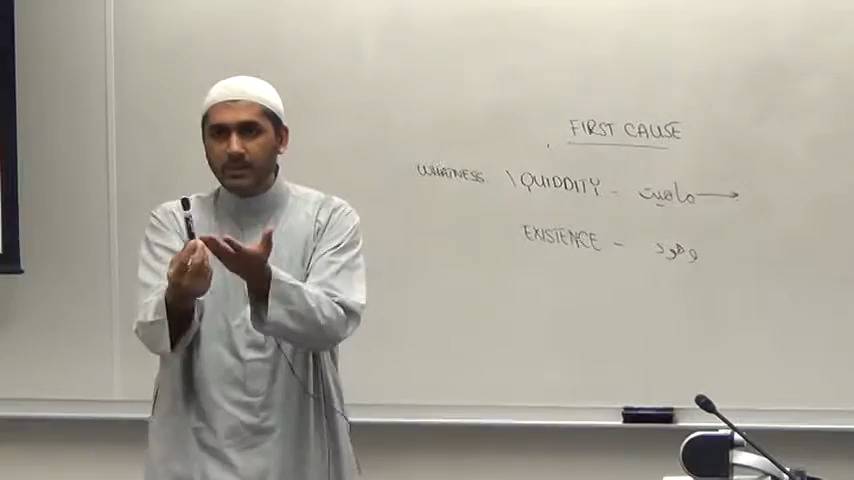 FIRST CAUSE
WHATNESS \ QUIDDITY - ماهیت →
EXISTENCE - وجود